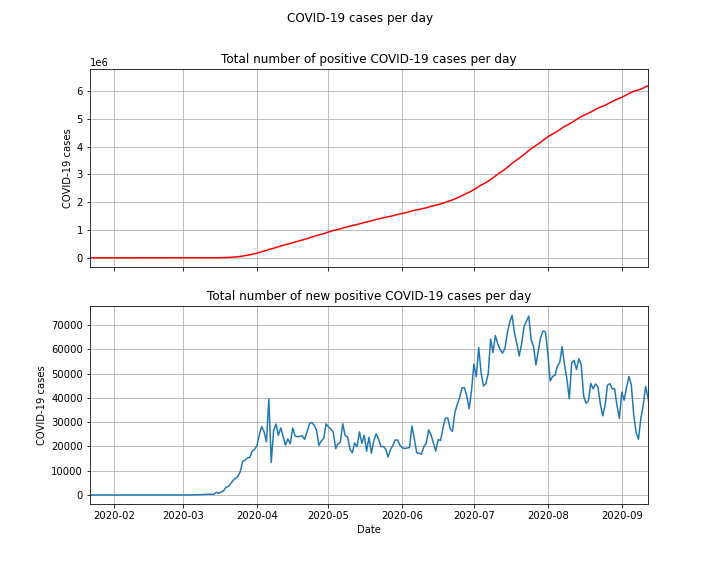 COVID-19 cases per day
Total number of positive COVID-19 cases per day
1e6
6
5
4
3
2
1
0
COVID-19 cases
Total number of new positive COVID-19 cases per day
70000
60000
50000
40000
30000
20000
10000
0
COVID-19 cases
2020-02 2020-03 2020-04 2020-05 2020-06 2020-07 2020-08 2020-09
Date